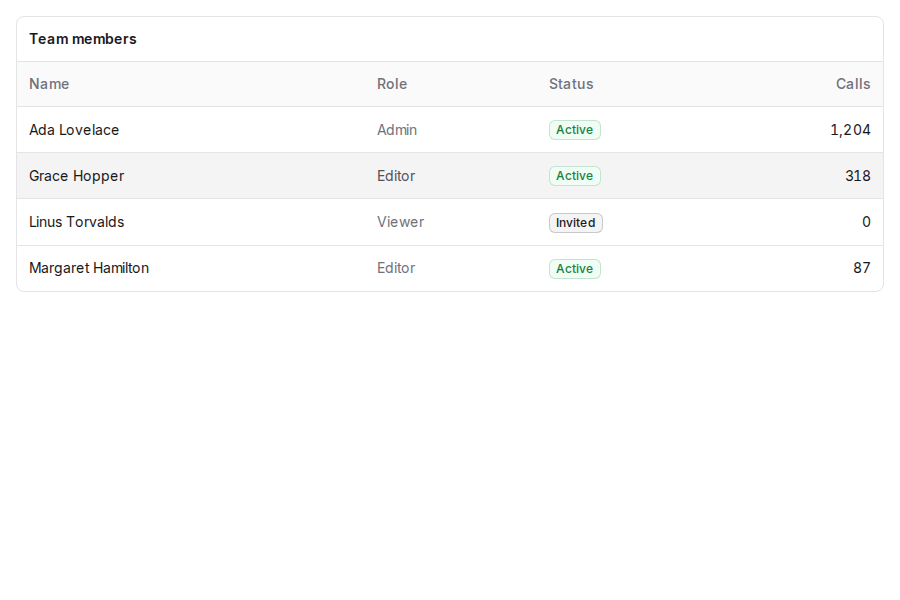 Team members
Name Role Status Calls
Ada Lovelace Admin Active 1,204
Grace Hopper Editor Active 318
Linus Torvalds Viewer Invited 0
Margaret Hamilton Editor Active 87